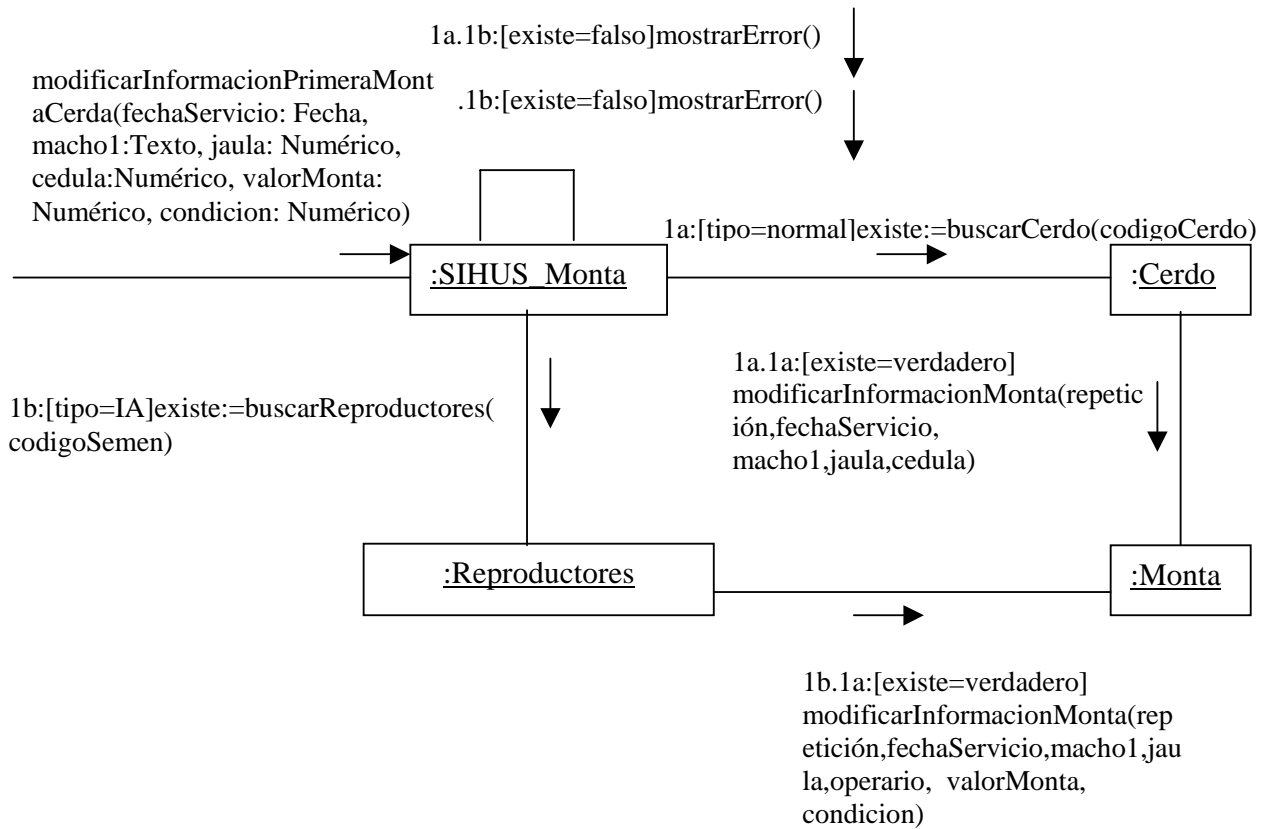 1a.1b:[existe=falso]mostrarError()
modificarInformacionPrimeraMont
aCerda(fechaServicio: Fecha,
macho1:Texto, jaula: Numérico,
cedula:Numérico, valorMonta:
Numérico, condicion: Numérico)
.1b:[existe=falso]mostrarError()
1a:[tipo=normal]existe:=buscarCerdo(codigoCerdo)
:SIHUS_Monta
:Cerdo
1b:[tipo=IA]existe:=buscarReproductores(
codigoSemen)
1a.1a:[existe=verdadero]
modificarInformacionMonta(repetic
ión,fechaServicio,
macho1,jaula,cedula)
:Reproductores
:Monta
1b.1a:[existe=verdadero]
modificarInformacionMonta(rep
etición,fechaServicio,macho1,jau
la,operario, valorMonta,
condicion)